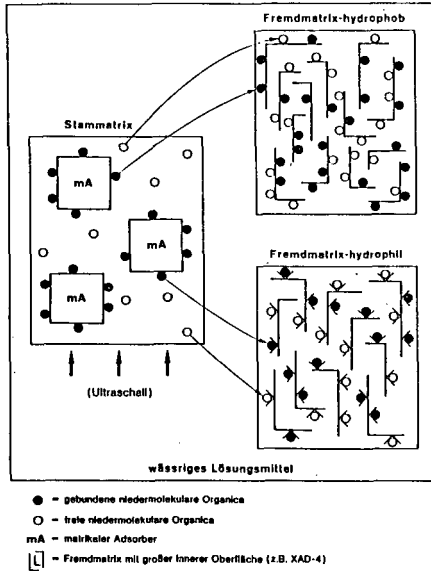 Fremdmatrix-hydrophob
Stammatrix
mA
mA
mA
(Ultraschall)
Fremdmatrix-hydrophil
wässriges Lösungsmittel
● = gebundene niedermolekulare Organica
○ = freie niedermolekulare Organica
mA = matrikaler Adsorber
= Fremdmatrix mit großer innerer Oberfläche (z.B. XAD-4)